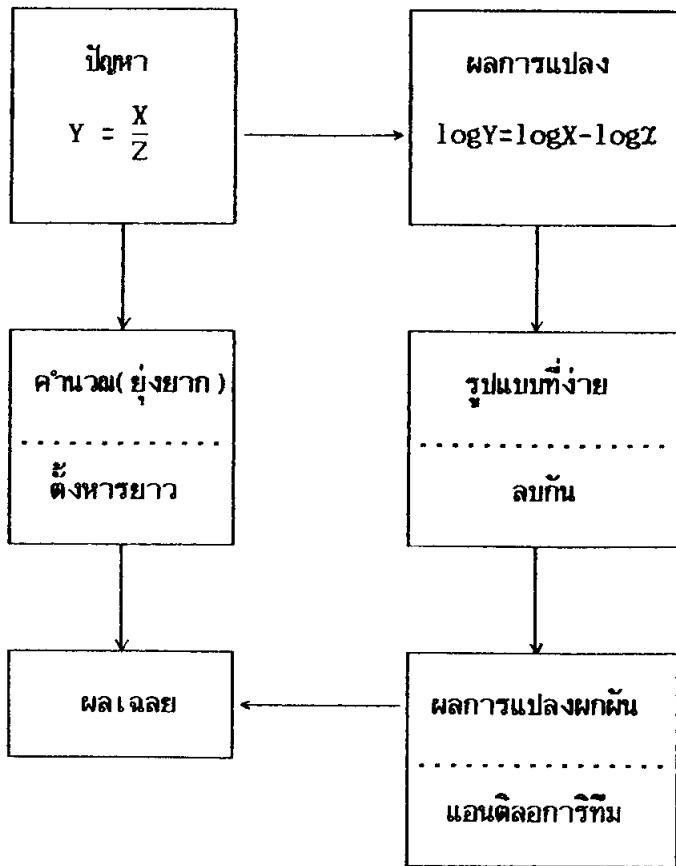 ปัญหา
Y = X/Z
ผลการแปลง
logY=logX-logZ
คำนวณ(ยุ่งยาก)
ตั้งหารยาว
รูปแบบที่ง่าย
ลบกัน
ผลเฉลย
ผลการแปลงผกผัน
แอนติลอการิทึม